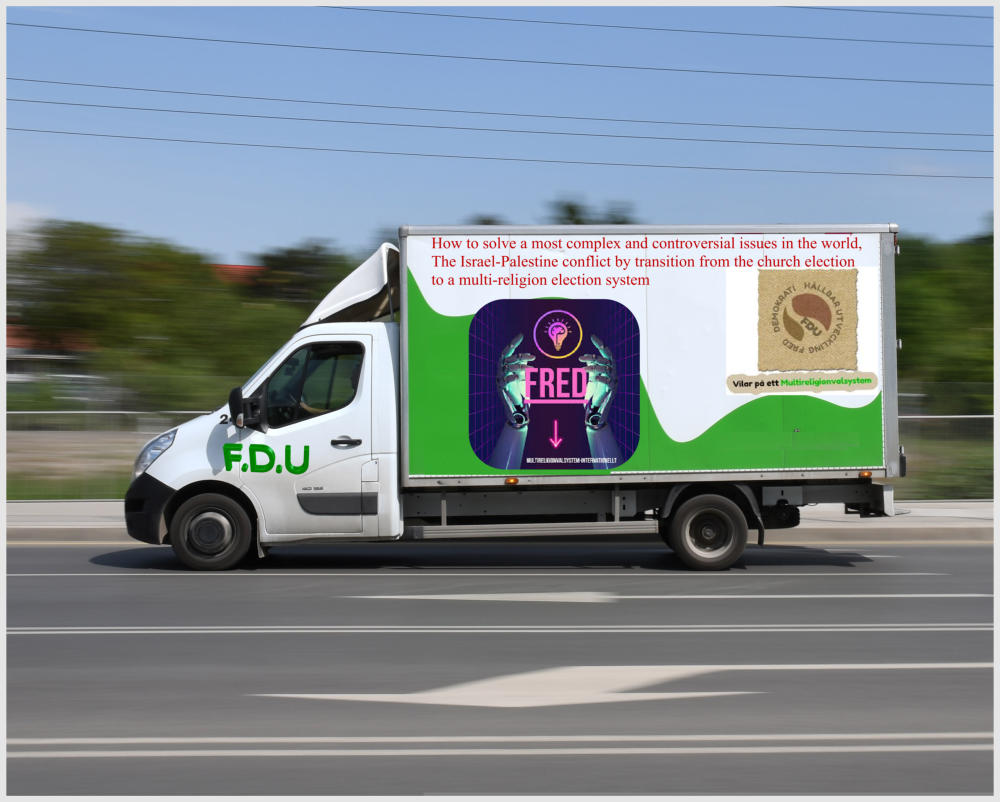 How to solve a most complex and controversial issues in the world,
The Israel-Palestine conflict by transition from the church election
to a multi-religion election system
DEMOKRATI HÅLLBAR UTVECKLING FRED
FDU
Vilar på ett Multireligionvalsystem
FRED
MULTIRELIGIONVALSYSTEM-INTERNATIONELLT
F.D.U
2